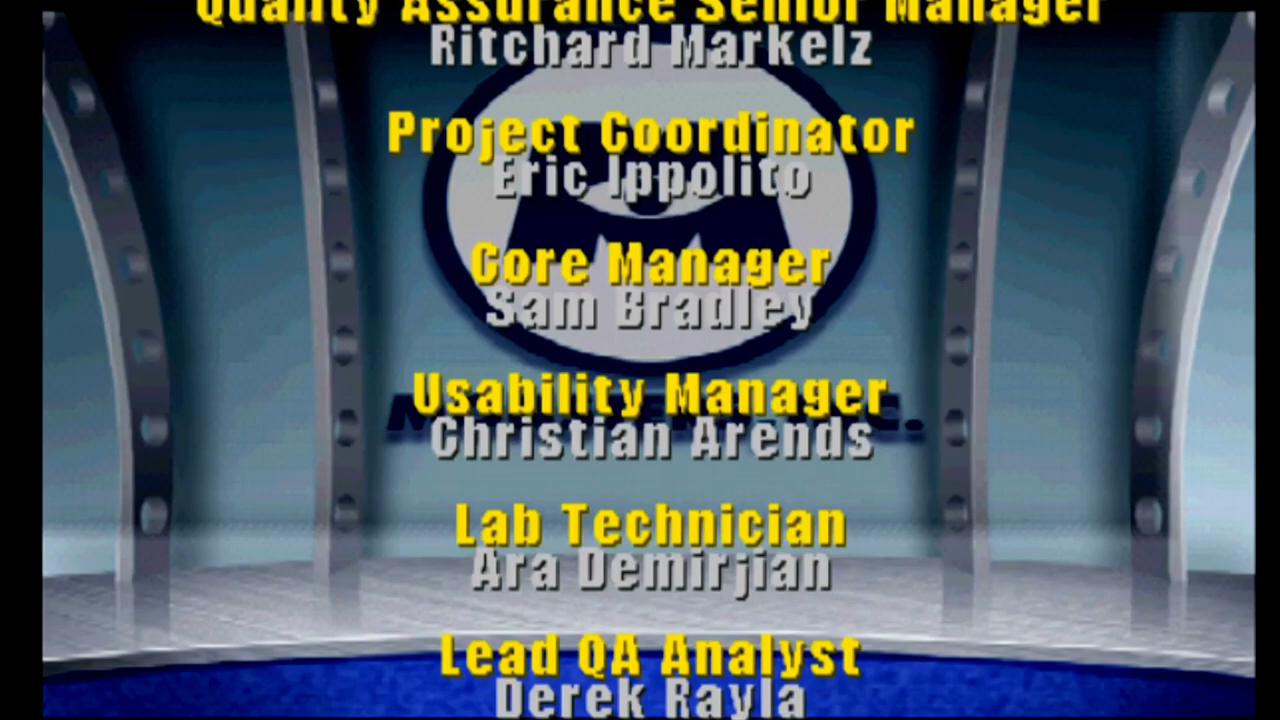 Quality Assurance Senior Manager
Ritchard Markelz
Project Coordinator
Eric Ippolito
Core Manager
Sam Bradley
Usability Manager
Christian Arends
Lab Technician
Ara Demirjian
Lead QA Analyst
Derek Rayla